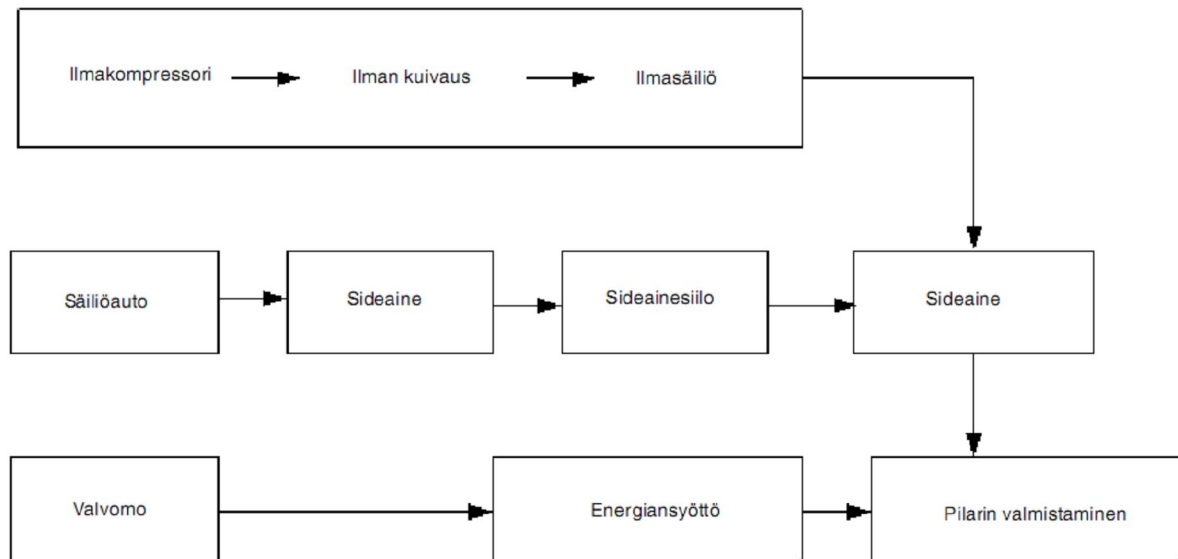 Ilmakompressori Ilman kuivaus Ilmasäiliö
Säiliöauto Sideaine Sideainesiilo Sideaine
Valvomo Energiansyöttö Pilarin valmistaminen